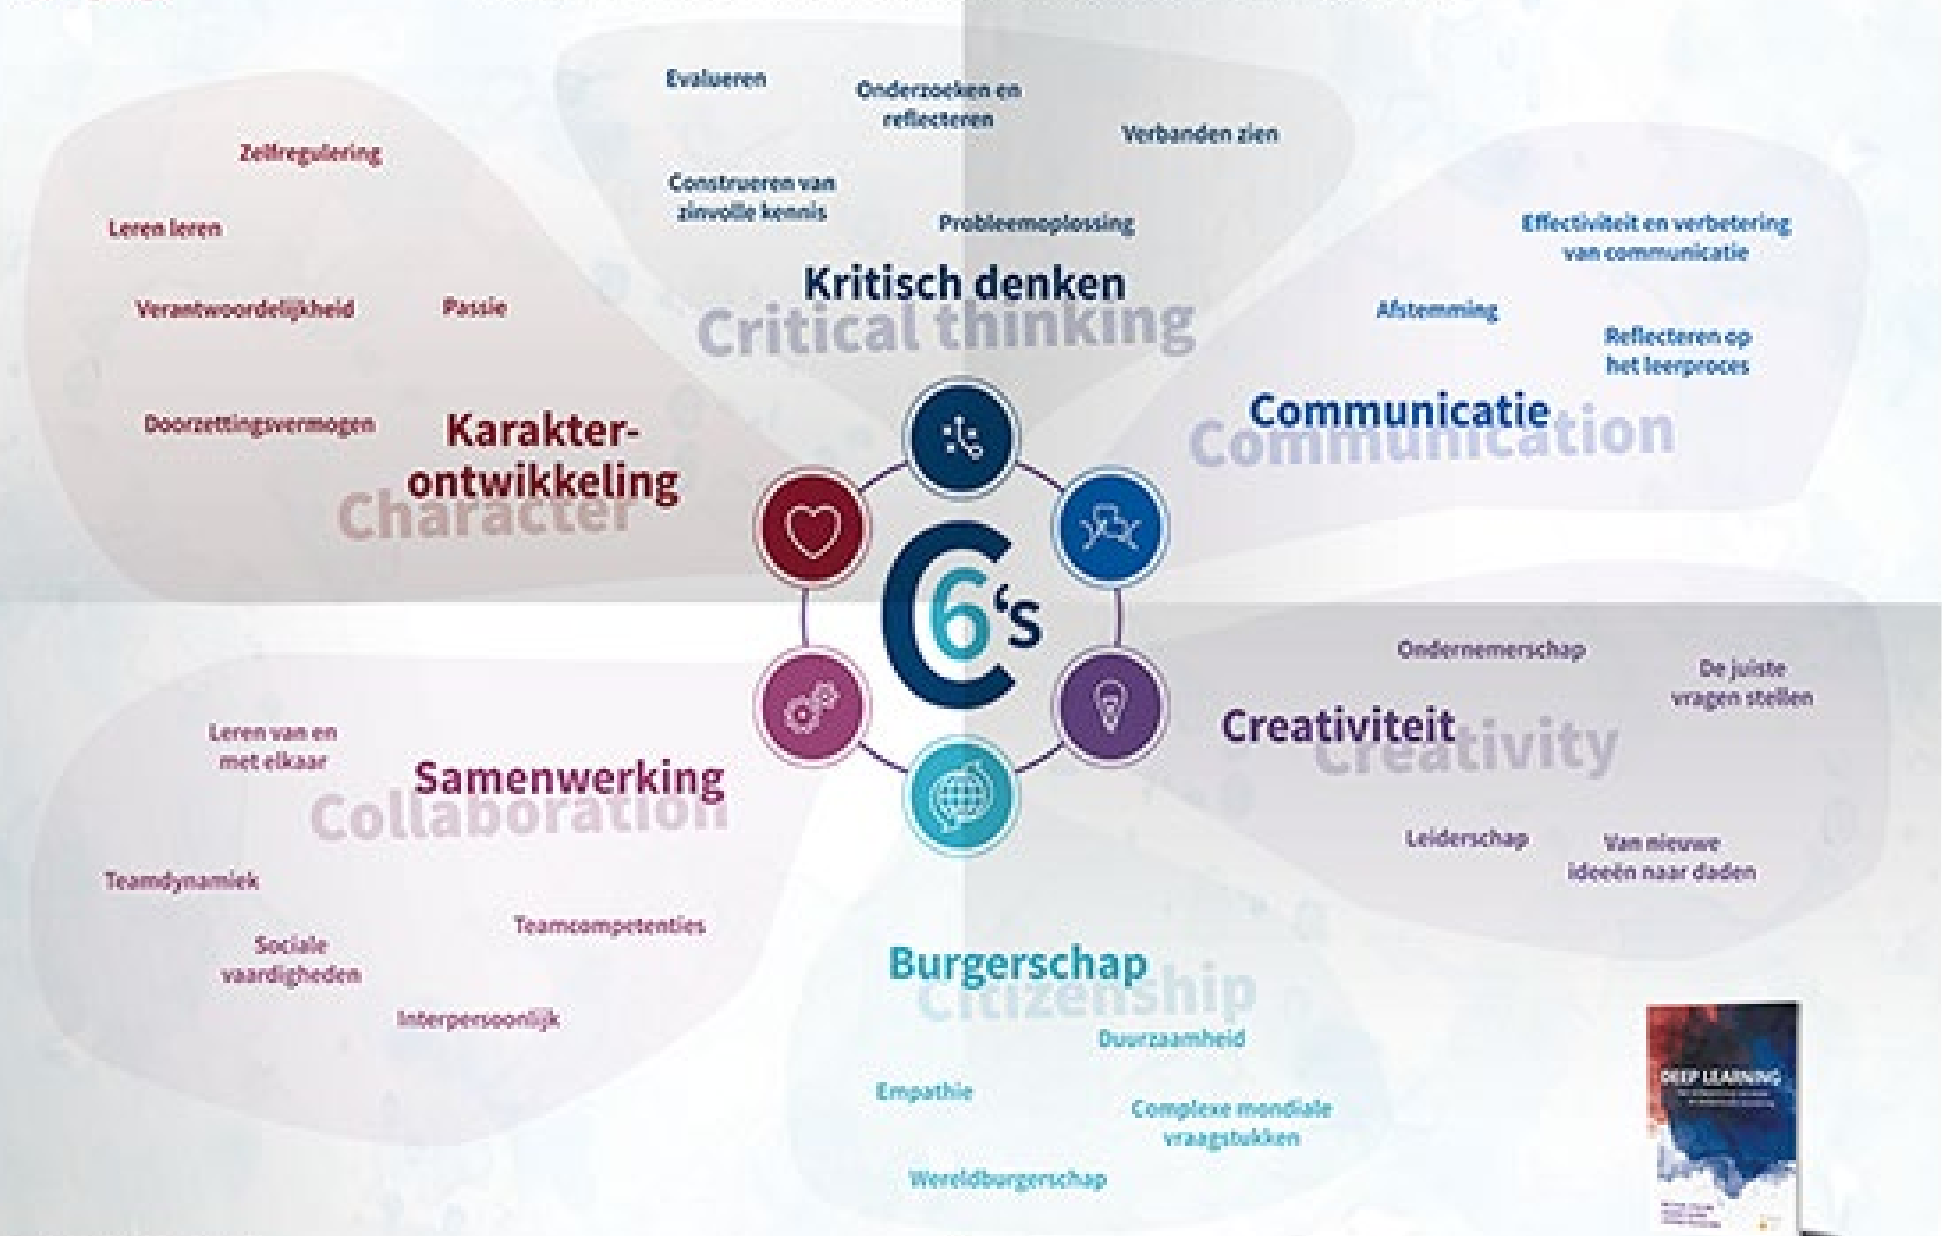 Evalueren
Onderzoeken en
reflecteren
Verbanden zien
Construeren van
zinvolle kennis
Probleemoplossing
Kritisch denken
Critical thinking
Zelfregulering
Leren leren
Verantwoordelijkheid
Passie
Doorzettingsvermogen
Karakter-
ontwikkeling
Character
Effectiviteit en verbetering
van communicatie
Afstemming
Reflecteren op
het leerproces
Communicatie
Communication
C6's
Ondernemerschap
De juiste
vragen stellen
Creativiteit
Creativity
Leiderschap
Van nieuwe
ideeën naar daden
Leren van en
met elkaar
Samenwerking
Collaboration
Teamdynamiek
Teamcompetenties
Sociale
vaardigheden
Interpersoonlijk
Burgerschap
Citizenship
Duurzaamheid
Empathie
Complexe mondiale
vraagstukken
Wereldburgerschap
DEEP LEARNING